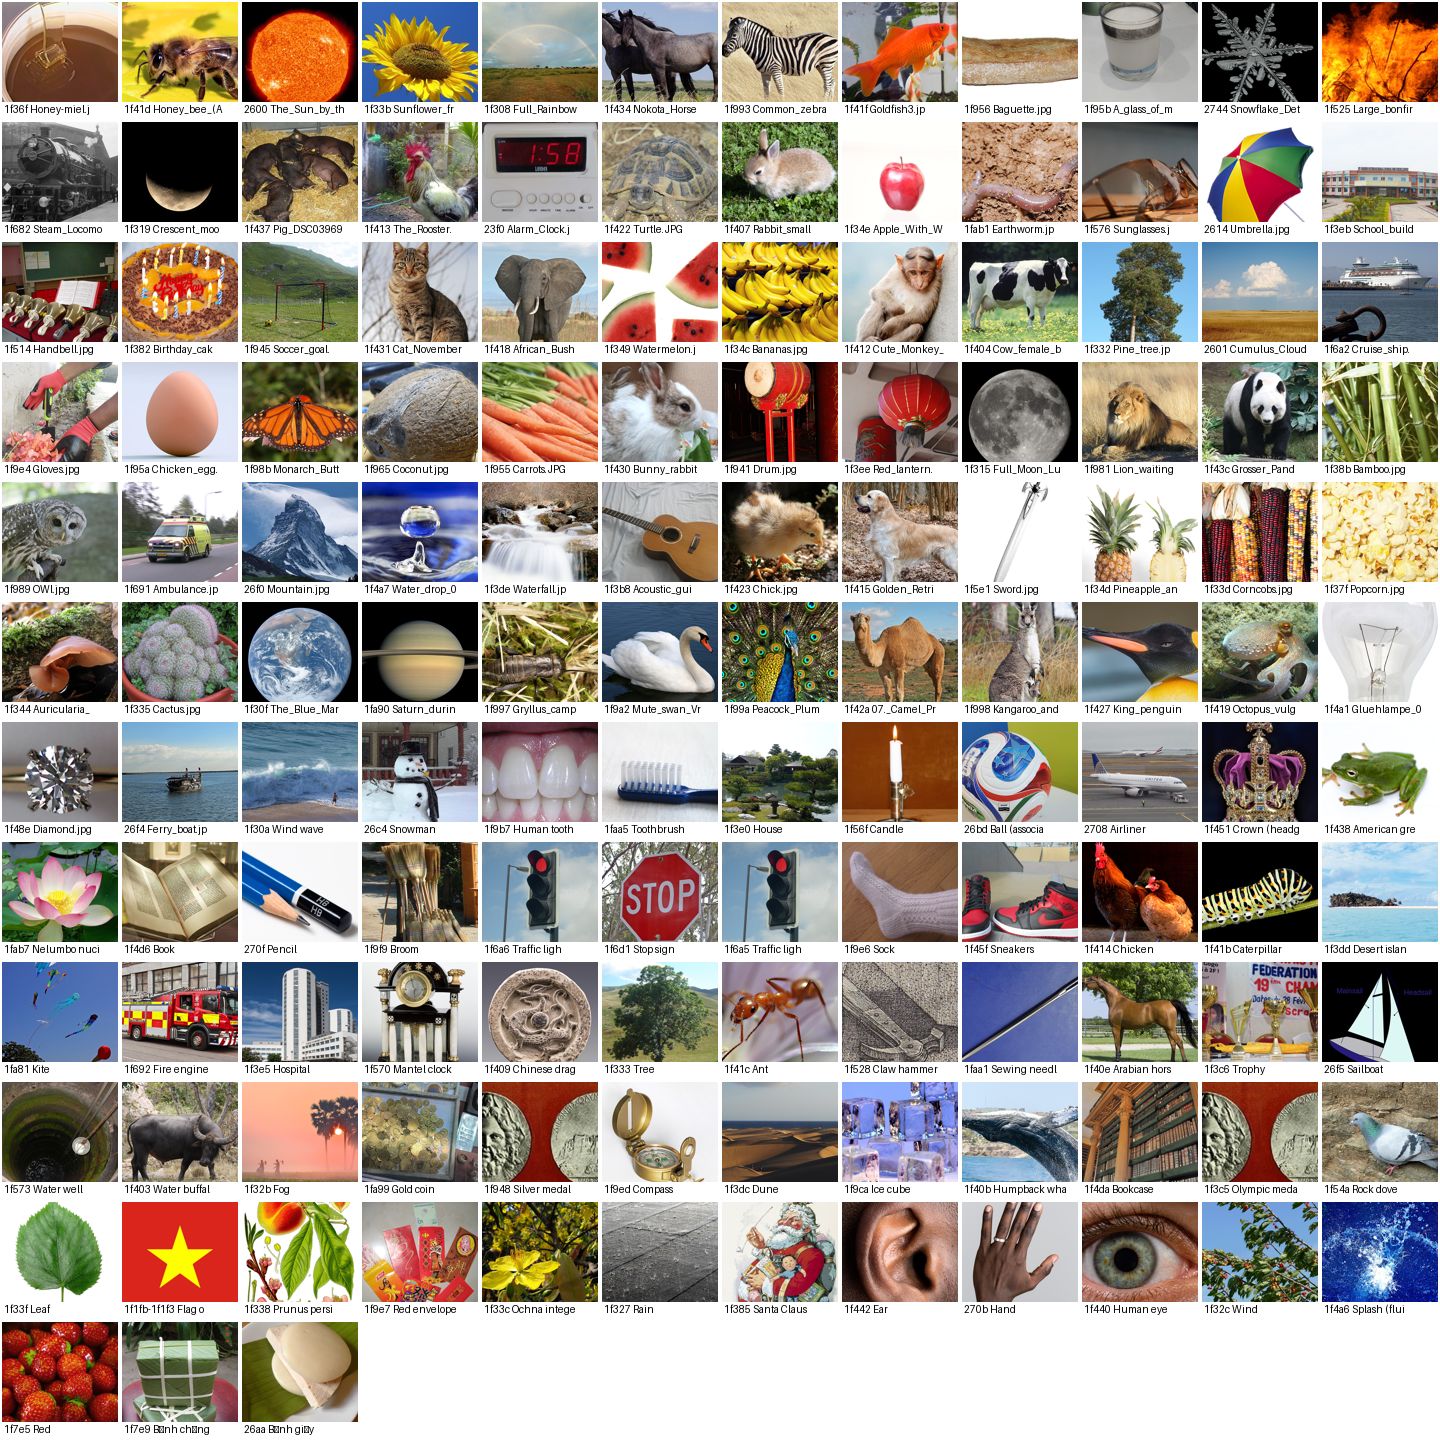 1f36f Honey-miel.j
1f41d Honey_bee_(A
2600 The_Sun_by_th
1f33b Sunflower_fr
1f308 Full_Rainbow
1f434 Nokota_Horse
1f993 Common_zebra
1f41f Goldfish3.jp
1f956 Baguette.jpg
1f95b A_glass_of_m
2744 Snowflake_Det
1f525 Large_bonfir
1:58
1f682 Steam_Locomo
1f319 Crescent_moo
1f437 Pig_DSC03969
1f413 The_Rooster.
23f0 Alarm_Clock.j
1f422 Turtle.JPG
1f407 Rabbit_small
1f34e Apple_With_W
1fab1 Earthworm.jp
1f576 Sunglasses.j
2614 Umbrella.jpg
1f3eb School_build
1f514 Handbell.jpg
1f382 Birthday_cak
1f945 Soccer_goal.
1f431 Cat_November
1f418 African_Bush
1f349 Watermelon.j
1f34c Bananas.jpg
1f412 Cute_Monkey_
1f404 Cow_female_b
1f332 Pine_tree.jp
2601 Cumulus_Cloud
1f6a2 Cruise_ship.
1f9e4 Gloves.jpg
1f95a Chicken_egg.
1f98b Monarch_Butt
1f965 Coconut.jpg
1f955 Carrots.JPG
1f430 Bunny_rabbit
1f941 Drum.jpg
1f3ee Red_lantern.
1f315 Full_Moon_Lu
1f981 Lion_waiting
1f43c Grosser_Pand
1f38b Bamboo.jpg
1f989 OWl.jpg
1f691 Ambulance.jp
26f0 Mountain.jpg
1f4a7 Water_drop_0
1f3de Waterfall.jp
1f3b8 Acoustic_gui
1f423 Chick.jpg
1f415 Golden_Retri
1f5e1 Sword.jpg
1f34d Pineapple_an
1f33d Corncobs.jpg
1f37f Popcorn.jpg
1f344 Auricularia_
1f335 Cactus.jpg
1f30f The_Blue_Mar
1fa90 Saturn_durin
1f997 Gryllus_camp
1f9a2 Mute_swan_Vr
1f99a Peacock_Plum
1f42a 07._Camel_Pr
1f998 Kangaroo_and
1f427 King_penguin
1f419 Octopus_vulg
1f4a1 Gluehlampe_0
UNITED
1f48e Diamond.jpg
26f4 Ferry_boat.jp
1f30a Wind wave
26c4 Snowman
1f9b7 Human tooth
1faa5 Toothbrush
1f3e0 House
1f56f Candle
26bd Ball (associa
2708 Airliner
1f451 Crown (headg
1f438 American gre
HB
HB
STOP
1fab7 Nelumbo nuci
1f4d6 Book
270f Pencil
1f9f9 Broom
1f6a6 Traffic ligh
1f6d1 Stop sign
1f6a5 Traffic ligh
1f9e6 Sock
1f45f Sneakers
1f414 Chicken
1f41b Caterpillar
1f3dd Desert islan
FEDERATION
19
CHAM
Mainsail
Headsail
1fa81 Kite
1f692 Fire engine
1f3e5 Hospital
1f570 Mantel clock
1f409 Chinese drag
1f333 Tree
1f41c Ant
1f528 Claw hammer
1faa1 Sewing needl
1f40e Arabian hors
1f3c6 Trophy
26f5 Sailboat
1f573 Water well
1f403 Water buffal
1f32b Fog
1fa99 Gold coin
1f948 Silver medal
1f9ed Compass
1f3dc Dune
1f9ca Ice cube
1f40b Humpback wha
1f4da Bookcase
1f3c5 Olympic meda
1f54a Rock dove
1f33f Leaf
1f1fb-1f1f3 Flag o
1f338 Prunus persi
1f9e7 Red envelope
1f33c Ochna intege
1f327 Rain
1f385 Santa Claus
1f442 Ear
270b Hand
1f440 Human eye
1f32c Wind
1f4a6 Splash (flui
1f7e5 Red
1f7e9 B□nh ch□ng
26aa B□nh gi□y